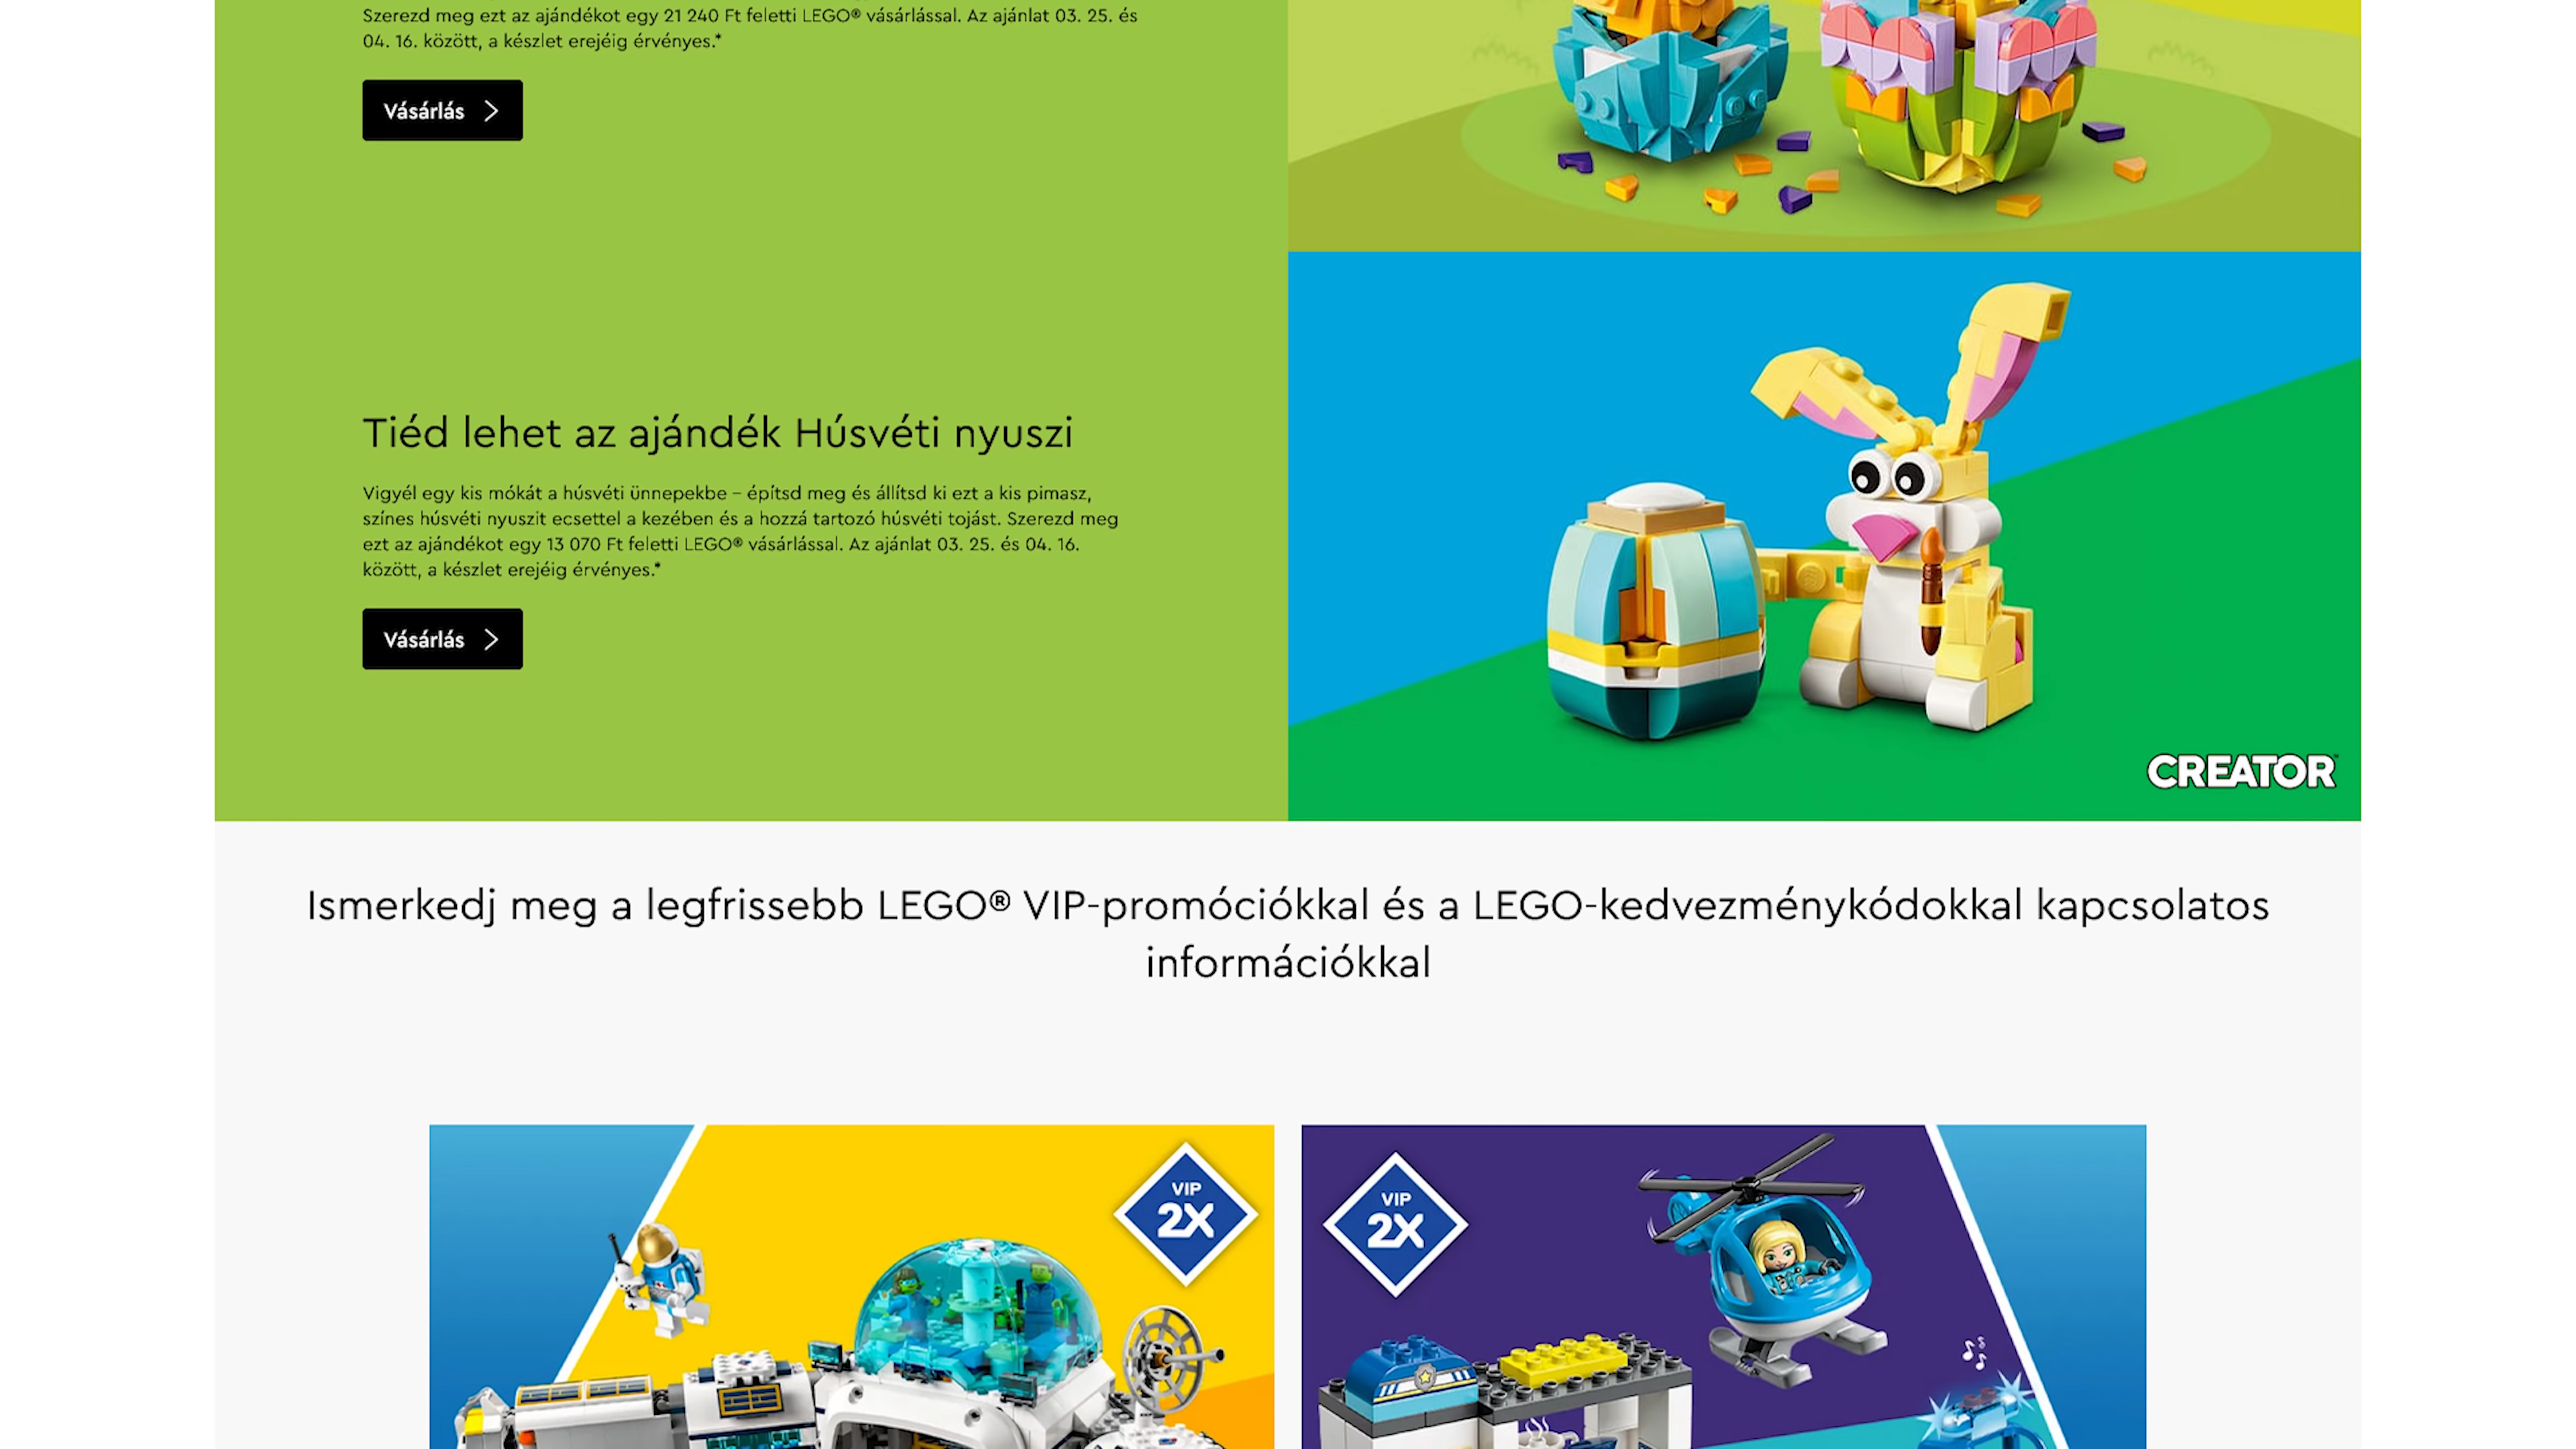 Szerezd meg ezt az ajándékot egy 21 240 Ft feletti LEGO® vásárlással. Az ajánlat 03. 25. és
04. 16. között, a készlet erejéig érvényes.*
Vásárlás
Tiéd lehet az ajándék Húsvéti nyuszi
Vigyél egy kis mókát a húsvéti ünnepekbe – építsd meg és állítsd ki ezt a kis pimasz,
színes húsvéti nyuszit ecsettel a kezében és a hozzá tartozó húsvéti tojást. Szerezd meg
ezt az ajándékot egy 13 070 Ft feletti LEGO® vásárlással. Az ajánlat 03. 25. és 04. 16.
között, a készlet erejéig érvényes.*
Vásárlás
CREATOR
Ismerkedj meg a legfrissebb LEGO® VIP-promóciókkal és a LEGO-kedvezménykódokkal kapcsolatos
információkkal
VIP
2X
VIP
2X